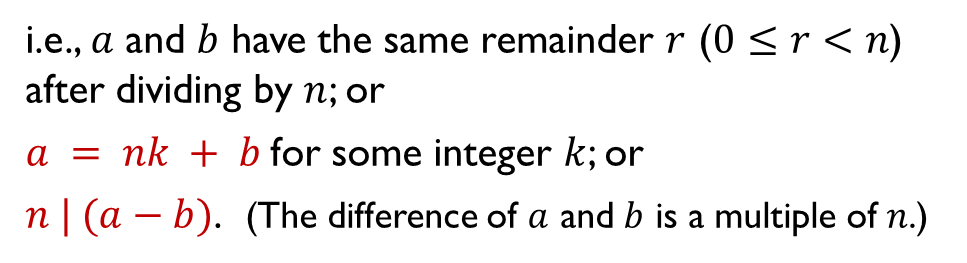 i.e., a and b have the same remainder r (0 ≤ r < n)
after dividing by n; or
a = nk + b for some integer k; or
n | (a − b). (The difference of a and b is a multiple of n.)